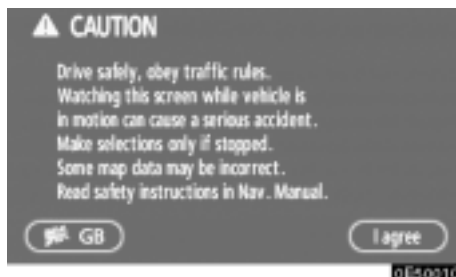 CAUTION
Drive safely, obey traffic rules.
Watching this screen while vehicle is
in motion can cause a serious accident.
Make selections only if stopped.
Some map data may be incorrect.
Read safety instructions in Nav. Manual.
GB
I agree